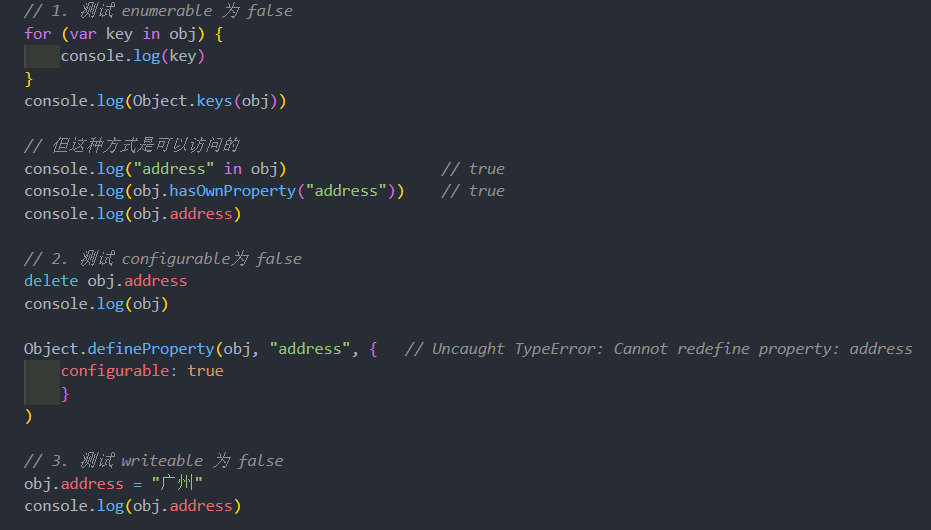 // 1. 测试 enumerable 为 false
for (var key in obj) {
    console.log(key)
}
console.log(Object.keys(obj))
// 但这种方式是可以访问的
console.log("address" in obj)                 // true
console.log(obj.hasOwnProperty("address"))    // true
console.log(obj.address)
// 2. 测试 configurable为 false
delete obj.address
console.log(obj)
Object.defineProperty(obj, "address", {   // Uncaught TypeError: Cannot redefine property: address
    configurable: true
    }
)
// 3. 测试 writeable 为 false
obj.address = "广州"
console.log(obj.address)